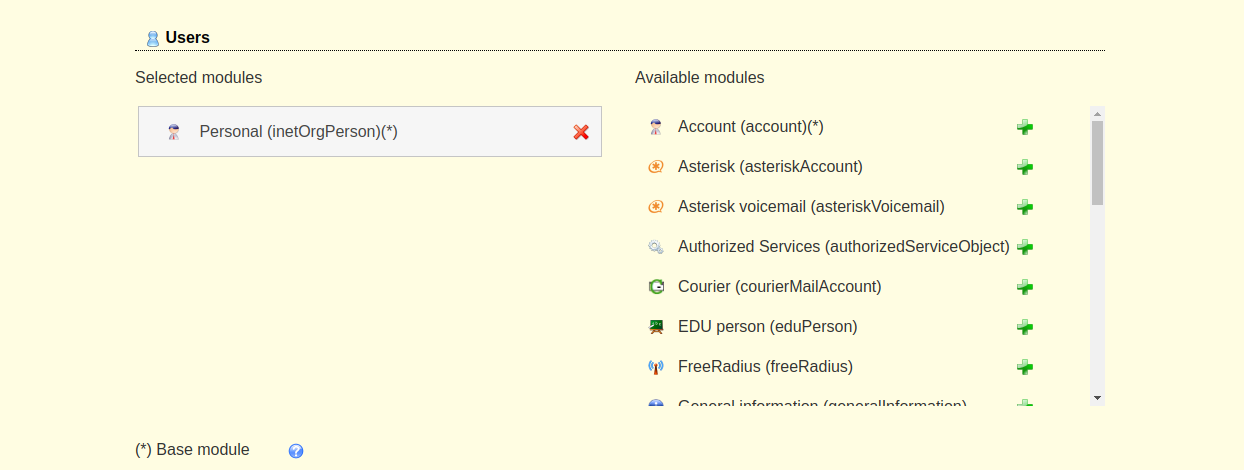 Users
Selected modules
Available modules
Personal (inetOrgPerson)(*)
Account (account)(*)
Asterisk (asteriskAccount)
Asterisk voicemail (asteriskVoicemail)
Authorized Services (authorizedServiceObject)
Courier (courierMailAccount)
EDU person (eduPerson)
FreeRadius (freeRadius)
General information (generalInformation)
(*) Base module